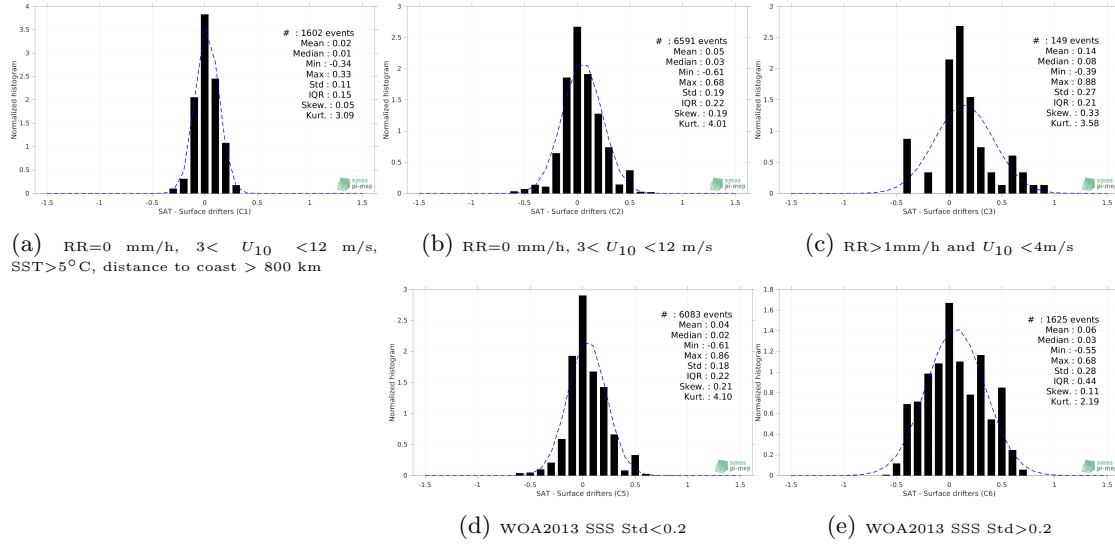 4
3.5
3
2.5
2
1.5
1
0.5
0
Normalized histogram
# : 1602 events
Mean : 0.02
Median : 0.01
Min : -0.34
Max : 0.33
Std : 0.11
IQR : 0.15
Skew. : 0.05
Kurt. : 3.09
smos
pi-mep
-1.5 -1 -0.5 0 0.5 1 1.5
SAT - Surface drifters (C1)
(a) RR=0 mm/h, 3< U10 <12 m/s,
SST>5°C, distance to coast > 800 km
3
2.5
2
1.5
1
0.5
0
Normalized histogram
# : 6591 events
Mean : 0.05
Median : 0.03
Min : -0.61
Max : 0.68
Std : 0.19
IQR : 0.22
Skew. : 0.19
Kurt. : 4.01
smos
pi-mep
-1.5 -1 -0.5 0 0.5 1 1.5
SAT - Surface drifters (C2)
(b) RR=0 mm/h, 3< U10 <12 m/s
3
2.5
2
1.5
1
0.5
0
Normalized histogram
# : 149 events
Mean : 0.14
Median : 0.08
Min : -0.39
Max : 0.88
Std : 0.27
IQR : 0.21
Skew. : 0.33
Kurt. : 3.58
smos
pi-mep
-1.5 -1 -0.5 0 0.5 1 1.5
SAT - Surface drifters (C3)
(c) RR>1mm/h and U10 <4m/s
3
2.5
2
1.5
1
0.5
0
Normalized histogram
# : 6083 events
Mean : 0.04
Median : 0.02
Min : -0.61
Max : 0.86
Std : 0.18
IQR : 0.22
Skew. : 0.21
Kurt. : 4.10
smos
pi-mep
-1.5 -1 -0.5 0 0.5 1 1.5
SAT - Surface drifters (C5)
(d) WOA2013 SSS Std<0.2
1.8
1.6
1.4
1.2
1
0.8
0.6
0.4
0.2
0
Normalized histogram
# : 1625 events
Mean : 0.06
Median : 0.03
Min : -0.55
Max : 0.68
Std : 0.28
IQR : 0.44
Skew. : 0.11
Kurt. : 2.19
smos
pi-mep
-1.5 -1 -0.5 0 0.5 1 1.5
SAT - Surface drifters (C6)
(e) WOA2013 SSS Std>0.2